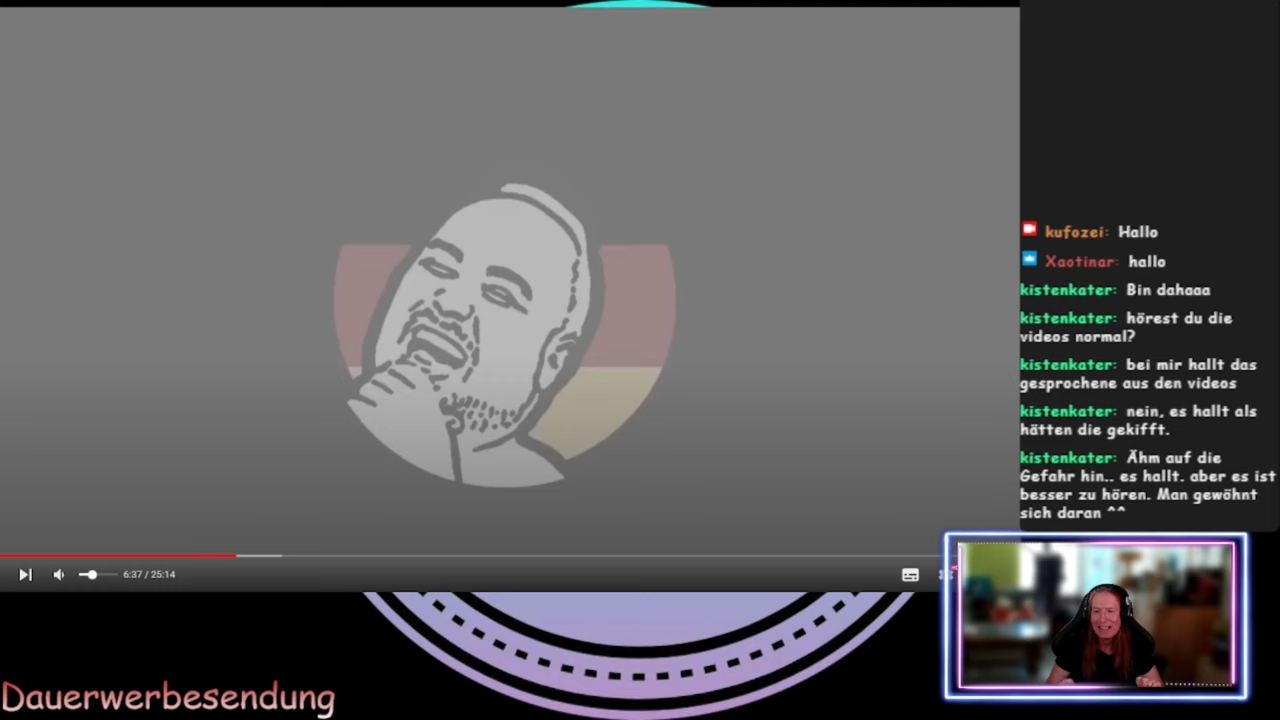 kufozei: Hallo
Xaotinar: hallo
kistenkater: Bin dahaaa
kistenkater: hörest du die
videos normal?
kistenkater: bei mir hallt das
gesprochene aus den videos
kistenkater: nein, es hallt als
hätten die gekifft.
kistenkater: Ähm auf die
Gefahr hin.. es hallt. aber es ist
besser zu hören. Man gewöhnt
sich daran ^^
6:37 / 25:14
Dauerwerbesendung